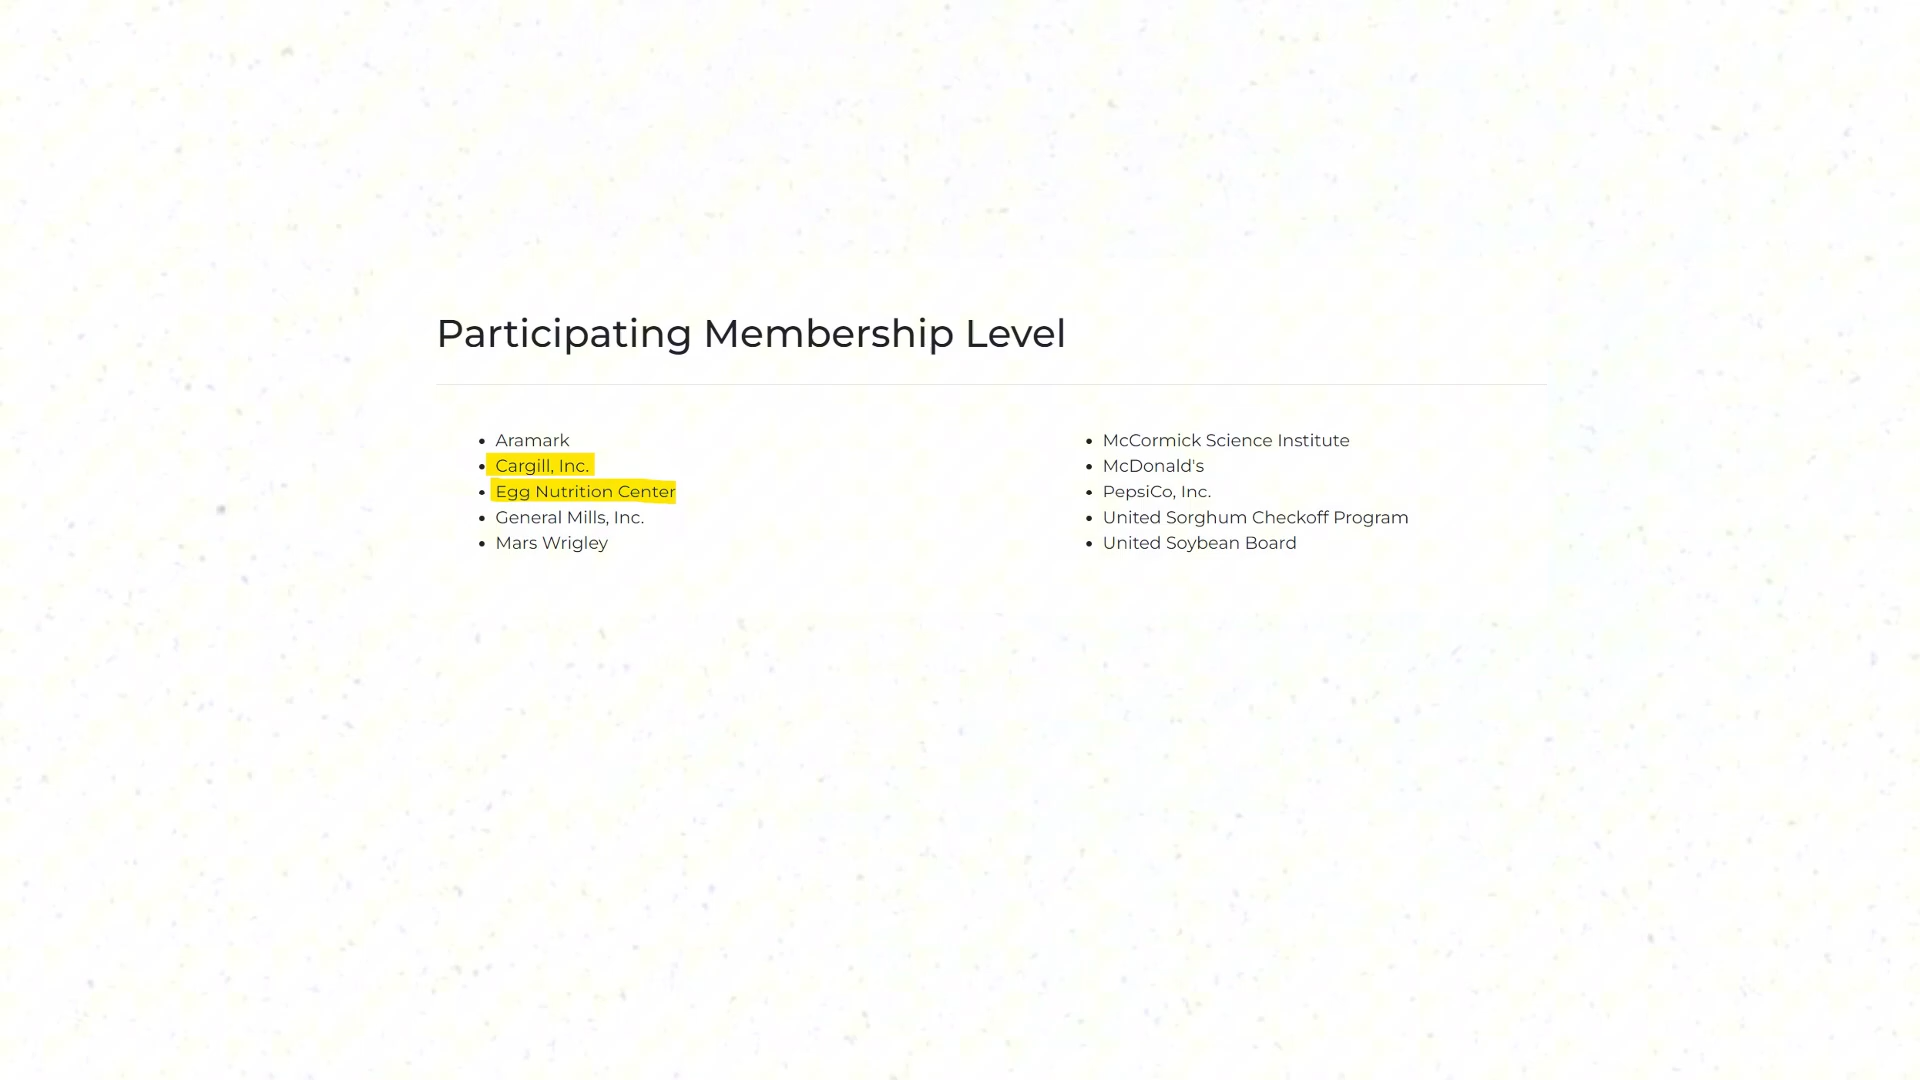 Participating Membership Level
• Aramark
• Cargill, Inc.
• Egg Nutrition Center
• General Mills, Inc.
• Mars Wrigley
• McCormick Science Institute
• McDonald's
• PepsiCo, Inc.
• United Sorghum Checkoff Program
• United Soybean Board